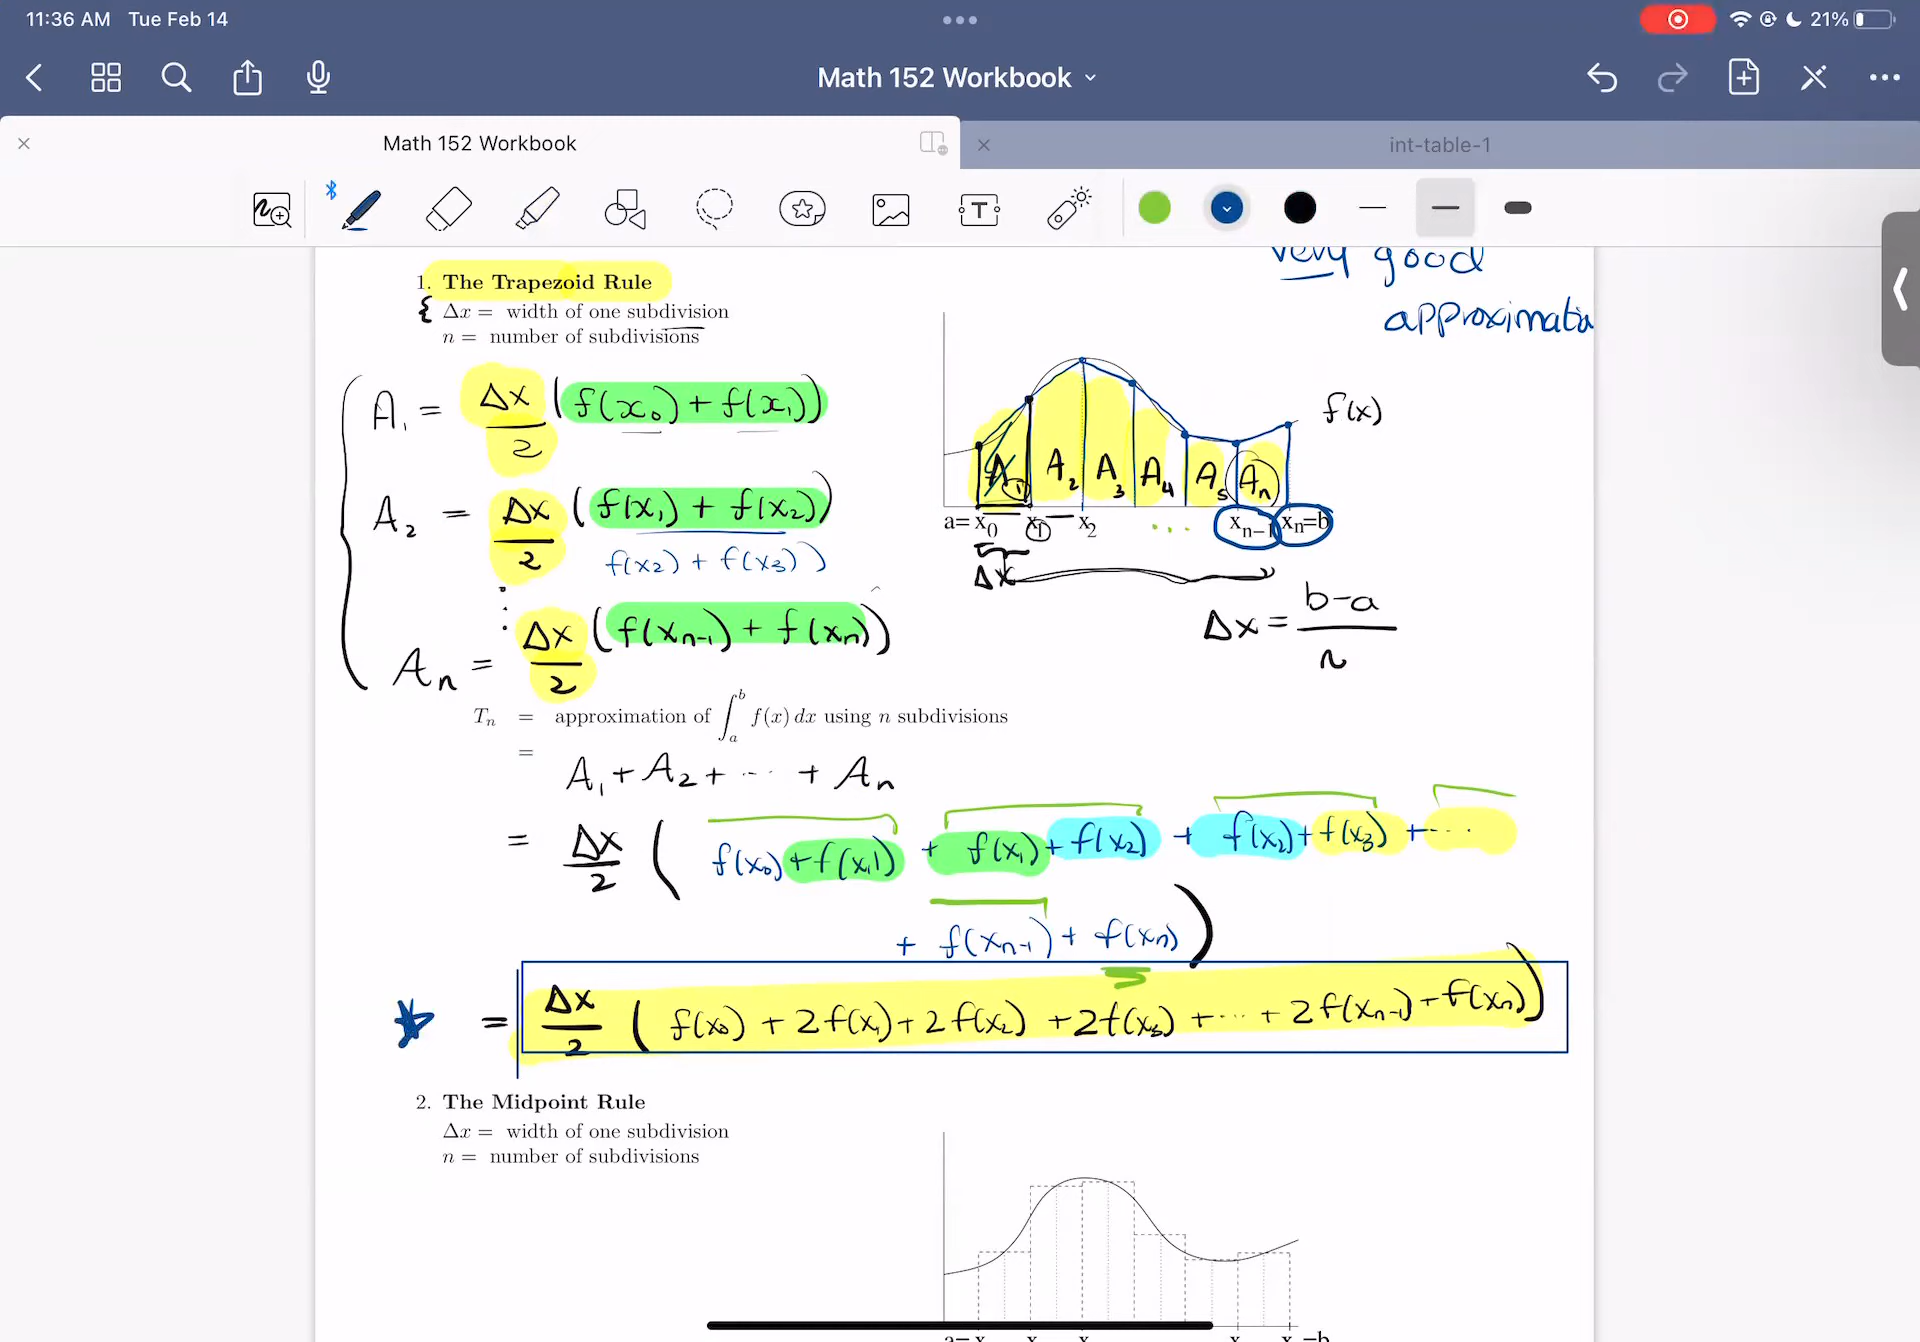 11:36 AM Tue Feb 14
21%
Math 152 Workbook
Math 152 Workbook
int-table-1
very good
approximatio
1. The Trapezoid Rule
Δx = width of one subdivision
n = number of subdivisions
A₁ = Δx/2 (f(x₀) + f(x₁))
A₂ = Δx/2 (f(x₁) + f(x₂))
f(x₂) + f(x₃))
⋮
Aₙ = Δx/2 (f(xₙ₋₁) + f(xₙ))
f(x)
A① A₂ A₃ A₄ A₅ Aₙ
a= x₀ x① x₂ ... xₙ₋₁ xₙ=b
Δx
Δx = b-a/n
Tₙ = approximation of ∫ₐᵇ f(x) dx using n subdivisions
= A₁ + A₂ + ... + Aₙ
= Δx/2 ( f(x₀) + f(x₁) + f(x₁) + f(x₂) + f(x₂) + f(x₃) + ...
+ f(xₙ₋₁) + f(xₙ) )
= Δx/2 ( f(x₀) + 2f(x₁) + 2f(x₂) + 2f(x₃) + ... + 2f(xₙ₋₁) + f(xₙ) )
2. The Midpoint Rule
Δx = width of one subdivision
n = number of subdivisions